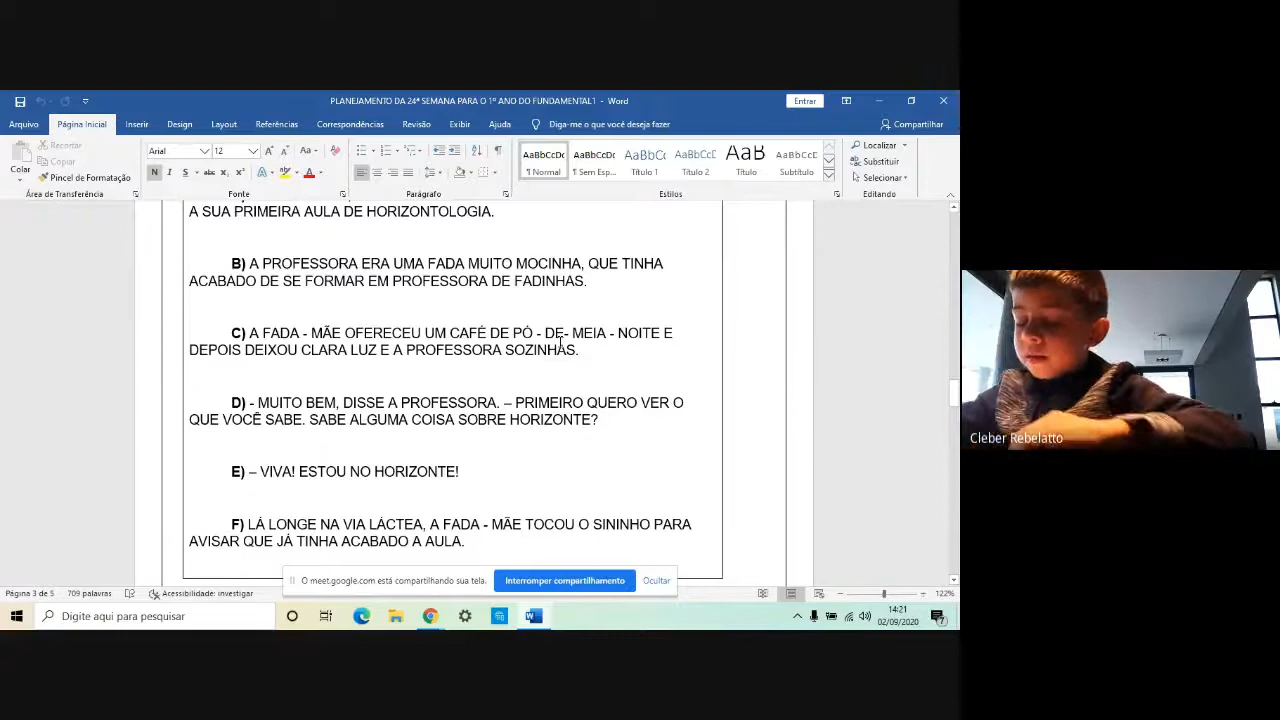 PLANEJAMENTO DA 24ª SEMANA PARA O 1º ANO DO FUNDAMENTAL1 - Word
Entrar
Arquivo Página Inicial Inserir Design Layout Referências Correspondências Revisão Exibir Ajuda Diga-me o que você deseja fazer Compartilhar
Recortar
Copiar
Pincel de Formatação
Colar
Área de Transferência
Arial 12
N I S
Fonte
Parágrafo
AaBbCcDc AaBbCcDc AaBbCc AaBbCcE AaB AaBbCcD
¶ Normal ¶ Sem Esp... Título 1 Título 2 Título Subtítulo
Estilos
Localizar
Substituir
Selecionar
Editando
A SUA PRIMEIRA AULA DE HORIZONTOLOGIA.
B) A PROFESSORA ERA UMA FADA MUITO MOCINHA, QUE TINHA
ACABADO DE SE FORMAR EM PROFESSORA DE FADINHAS.
C) A FADA - MÃE OFERECEU UM CAFÉ DE PÓ - DE- MEIA - NOITE E
DEPOIS DEIXOU CLARA LUZ E A PROFESSORA SOZINHAS.
D) - MUITO BEM, DISSE A PROFESSORA. – PRIMEIRO QUERO VER O
QUE VOCÊ SABE. SABE ALGUMA COISA SOBRE HORIZONTE?
E) – VIVA! ESTOU NO HORIZONTE!
F) LÁ LONGE NA VIA LÁCTEA, A FADA - MÃE TOCOU O SININHO PARA
AVISAR QUE JÁ TINHA ACABADO A AULA.
O meet.google.com está compartilhando sua tela. Interromper compartilhamento Ocultar
Página 3 de 5 709 palavras Acessibilidade: investigar 122%
Digite aqui para pesquisar
14:21
02/09/2020
Cleber Rebelatto